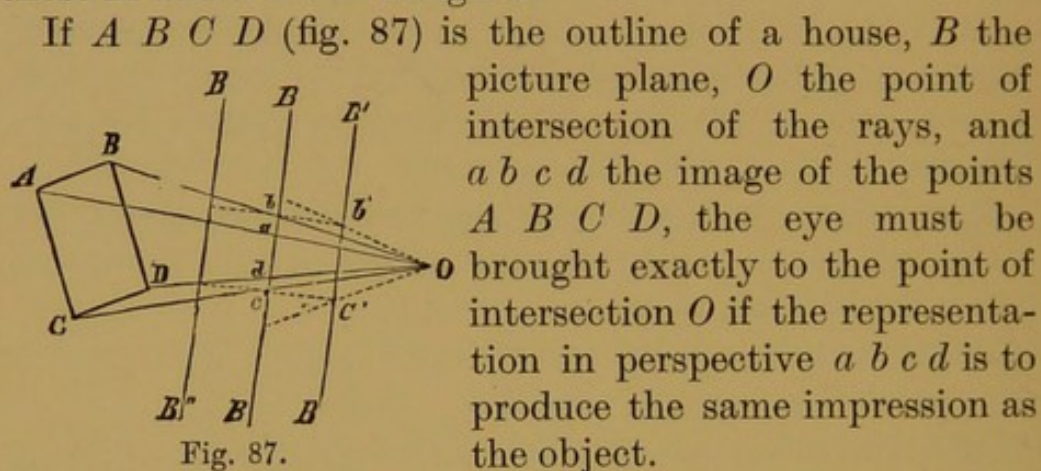 If A B C D (fig. 87) is the outline of a house, B the
picture plane, O the point of
intersection of the rays, and
a b c d the image of the points
A B C D, the eye must be
brought exactly to the point of
intersection O if the representa-
tion in perspective a b c d is to
produce the same impression as
the object.
B B B'
B
A
b b'
a
d
D O
c C'
C
B" B B
Fig. 87.